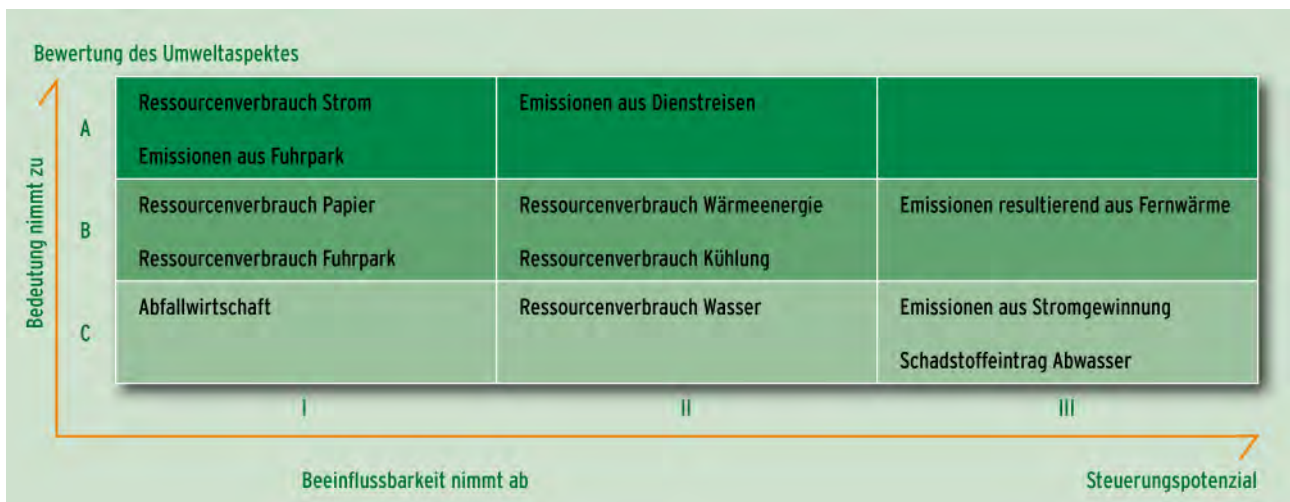 Bewertung des Umweltaspektes
Bedeutung nimmt zu
A
Ressourcenverbrauch Strom
Emissionen aus Fuhrpark
Emissionen aus Dienstreisen
B
Ressourcenverbrauch Papier
Ressourcenverbrauch Fuhrpark
Ressourcenverbrauch Wärmeenergie
Ressourcenverbrauch Kühlung
Emissionen resultierend aus Fernwärme
C
Abfallwirtschaft
Ressourcenverbrauch Wasser
Emissionen aus Stromgewinnung
Schadstoffeintrag Abwasser
I
II
III
Beeinflussbarkeit nimmt ab
Steuerungspotenzial